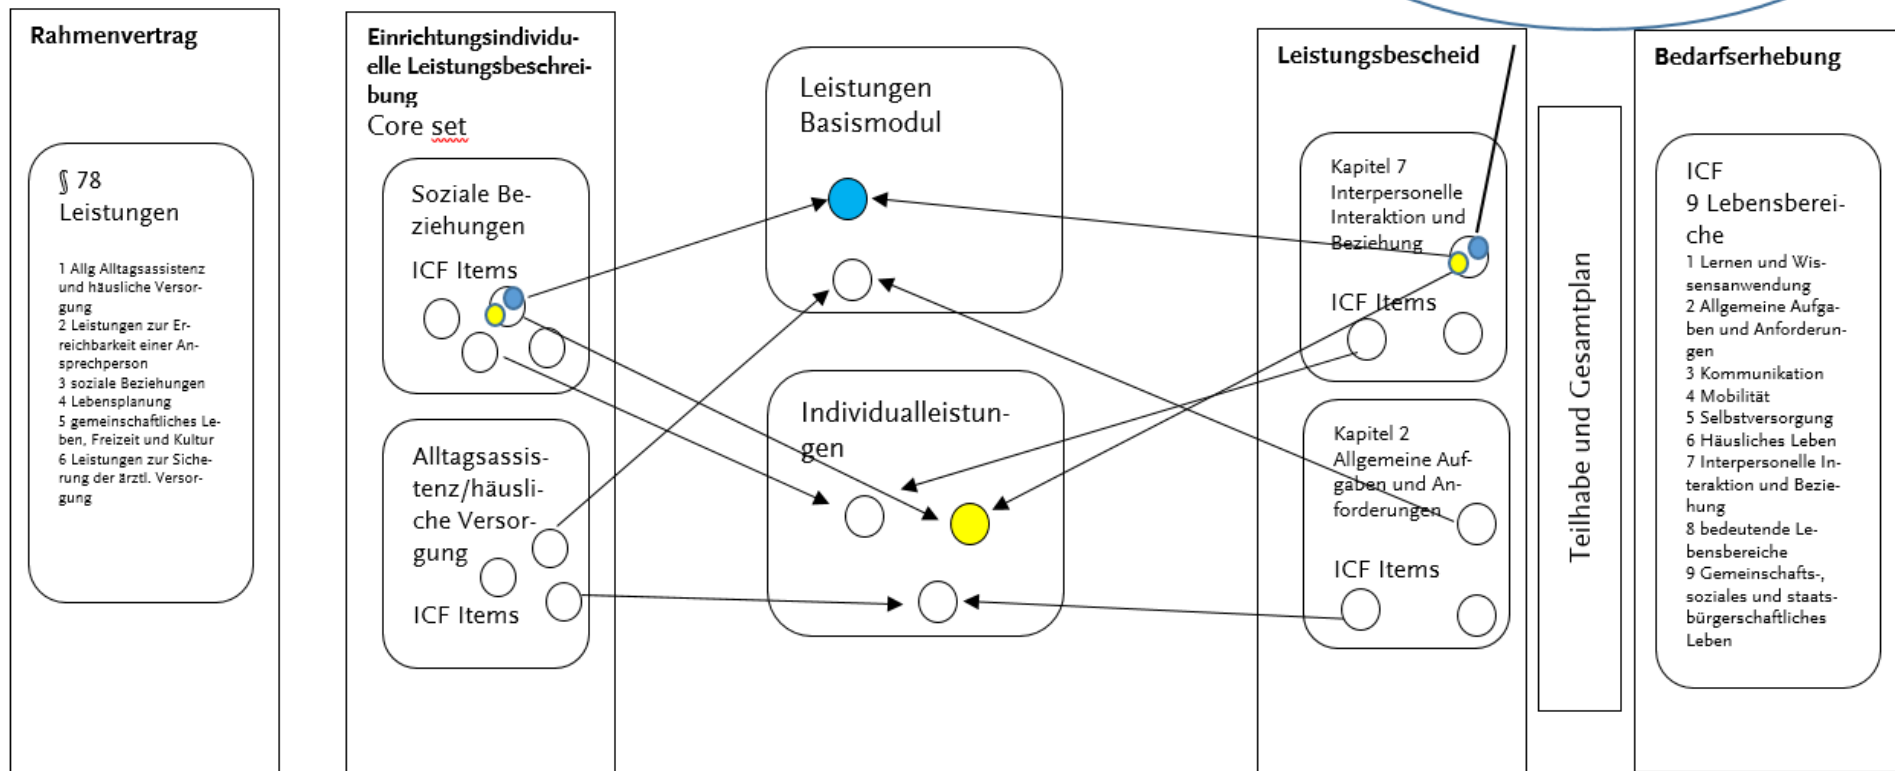 Rahmenvertrag
§ 78
Leistungen
1 Allg Alltagsassistenz
und häusliche Versor-
gung
2 Leistungen zur Er-
reichbarkeit einer An-
sprechperson
3 soziale Beziehungen
4 Lebensplanung
5 gemeinschaftliches Le-
ben, Freizeit und Kultur
6 Leistungen zur Siche-
rung der ärztl. Versor-
gung
Einrichtungsindividu-
elle Leistungsbeschrei-
bung
Core set
Soziale Be-
ziehungen
ICF Items
Alltagsassis-
tenz/häusli-
che Versor-
gung
ICF Items
Leistungen
Basismodul
Individualleistun-
gen
Leistungsbescheid
Kapitel 7
Interpersonelle
Interaktion und
Beziehung
ICF Items
Kapitel 2
Allgemeine Auf-
gaben und An-
forderungen
ICF Items
Teilhabe und Gesamtplan
Bedarfserhebung
ICF
9 Lebensberei-
che
1 Lernen und Wis-
sensanwendung
2 Allgemeine Aufga-
ben und Anforderun-
gen
3 Kommunikation
4 Mobilität
5 Selbstversorgung
6 Häusliches Leben
7 Interpersonelle In-
teraktion und Bezie-
hung
8 bedeutende Le-
bensbereiche
9 Gemeinschafts-,
soziales und staats-
bürgerschaftliches
Leben